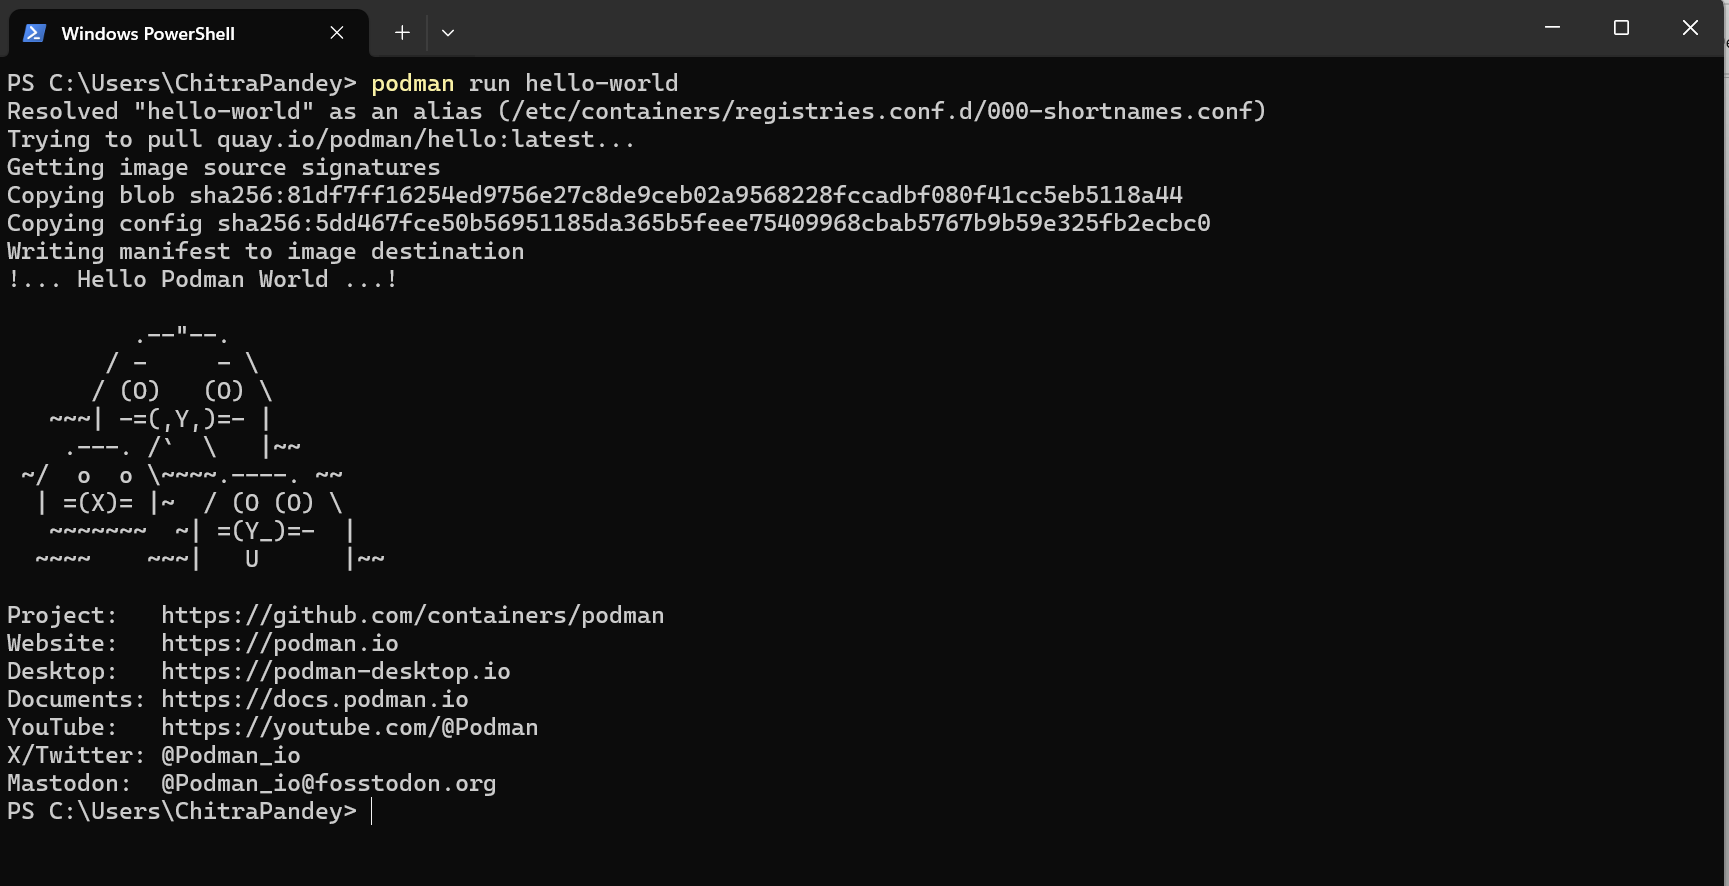 Windows PowerShell
PS C:\Users\ChitraPandey> podman run hello-world
Resolved "hello-world" as an alias (/etc/containers/registries.conf.d/000-shortnames.conf)
Trying to pull quay.io/podman/hello:latest...
Getting image source signatures
Copying blob sha256:81df7ff16254ed9756e27c8de9ceb02a9568228fccadbf080f41cc5eb5118a44
Copying config sha256:5dd467fce50b56951185da365b5feee75409968cbab5767b9b59e325fb2ecbc0
Writing manifest to image destination
!... Hello Podman World ...!

         .--"--.
       / -     - \
      / (O)   (O) \
   ~~~| -=(,Y,)=- |
    .---. /`  \   |~~
 ~/  o  o \~~~~.----. ~~
  | =(X)= |~  / (O (O) \
   ~~~~~~~  ~| =(Y_)=-  |
  ~~~~    ~~~|   U      |~~

Project:   https://github.com/containers/podman
Website:   https://podman.io
Desktop:   https://podman-desktop.io
Documents: https://docs.podman.io
YouTube:   https://youtube.com/@Podman
X/Twitter: @Podman_io
Mastodon:  @Podman_io@fosstodon.org
PS C:\Users\ChitraPandey>